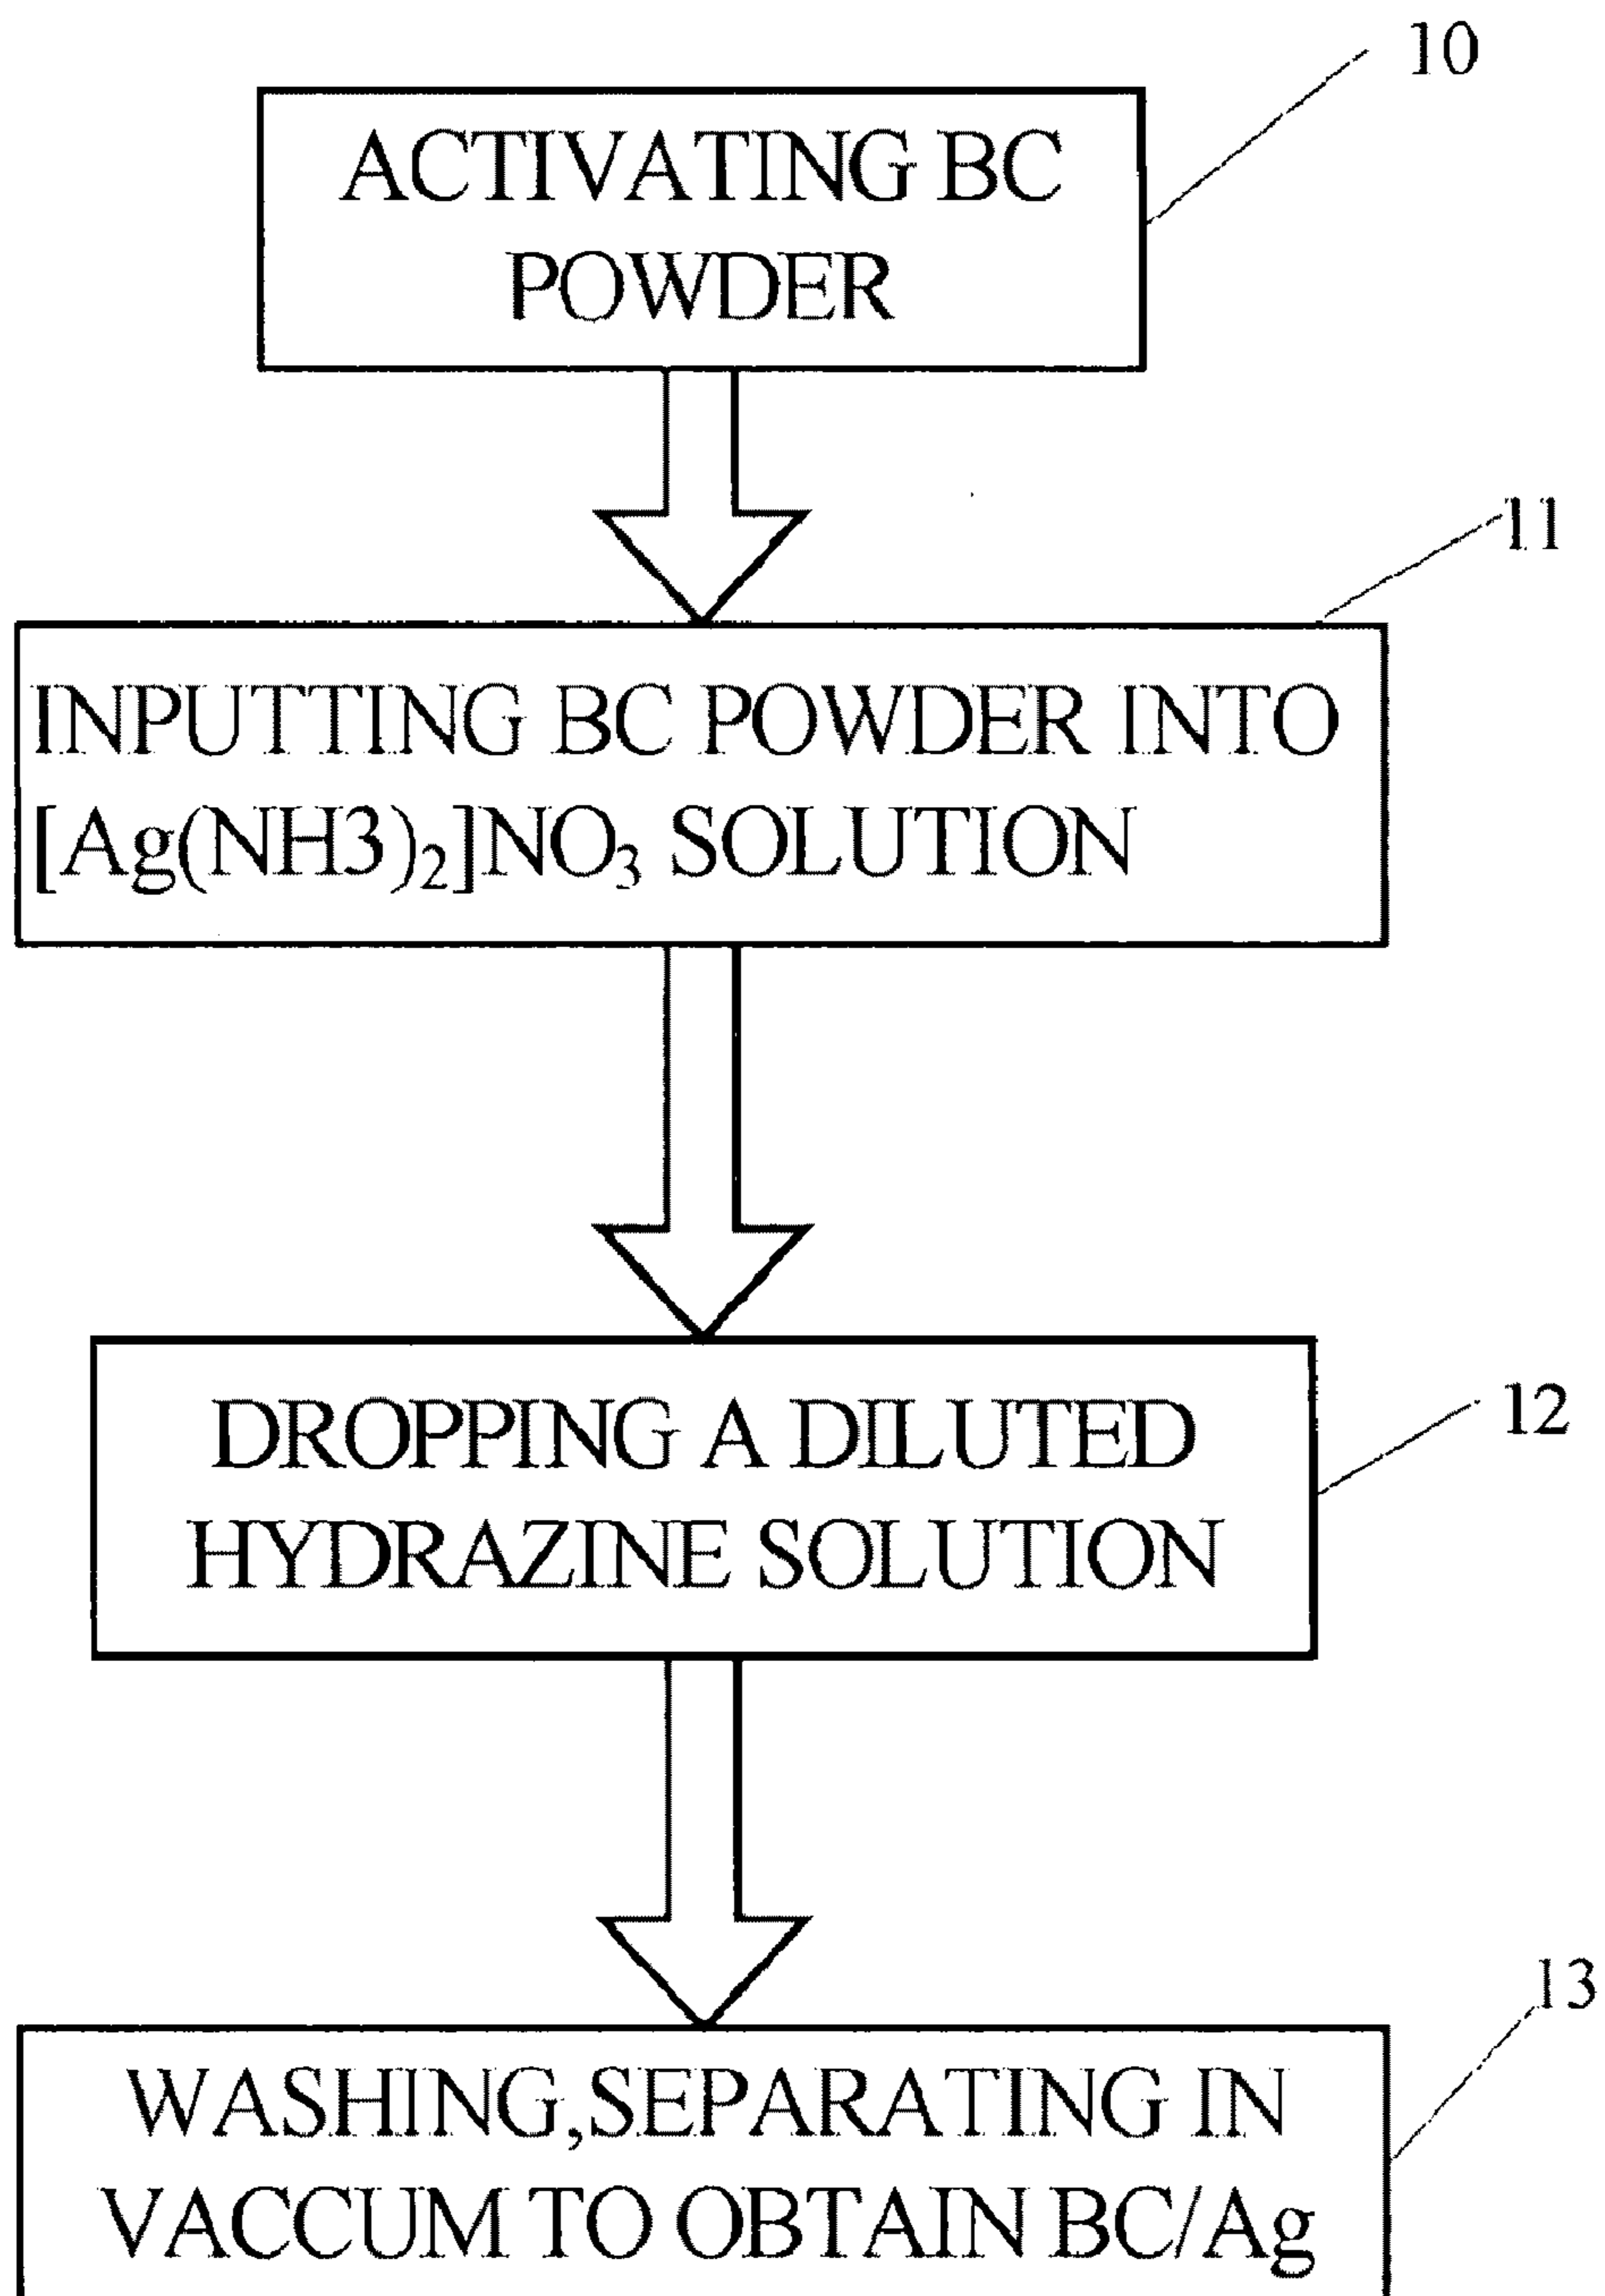 10
ACTIVATING BC
POWDER
11
INPUTTING BC POWDER INTO
[Ag(NH3)₂]NO₃ SOLUTION
12
DROPPING A DILUTED
HYDRAZINE SOLUTION
13
WASHING,SEPARATING IN
VACCUM TO OBTAIN BC/Ag